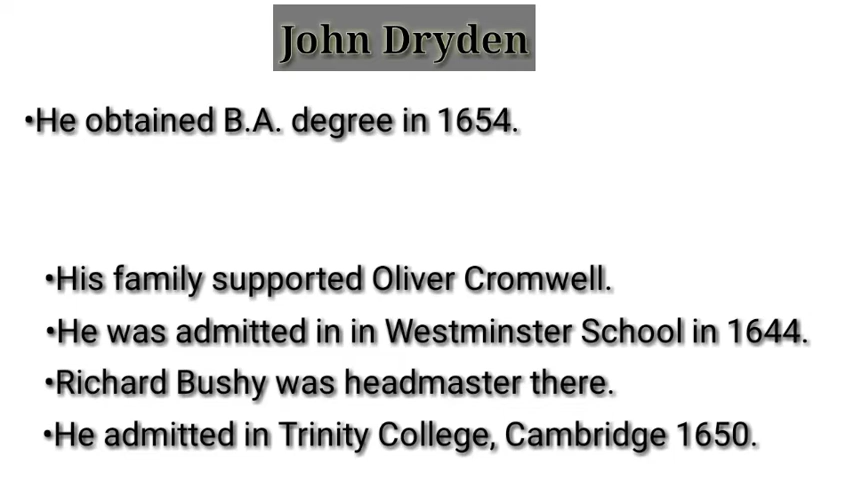 John Dryden
•He obtained B.A. degree in 1654.
•His family supported Oliver Cromwell.
•He was admitted in in Westminster School in 1644.
•Richard Bushy was headmaster there.
•He admitted in Trinity College, Cambridge 1650.